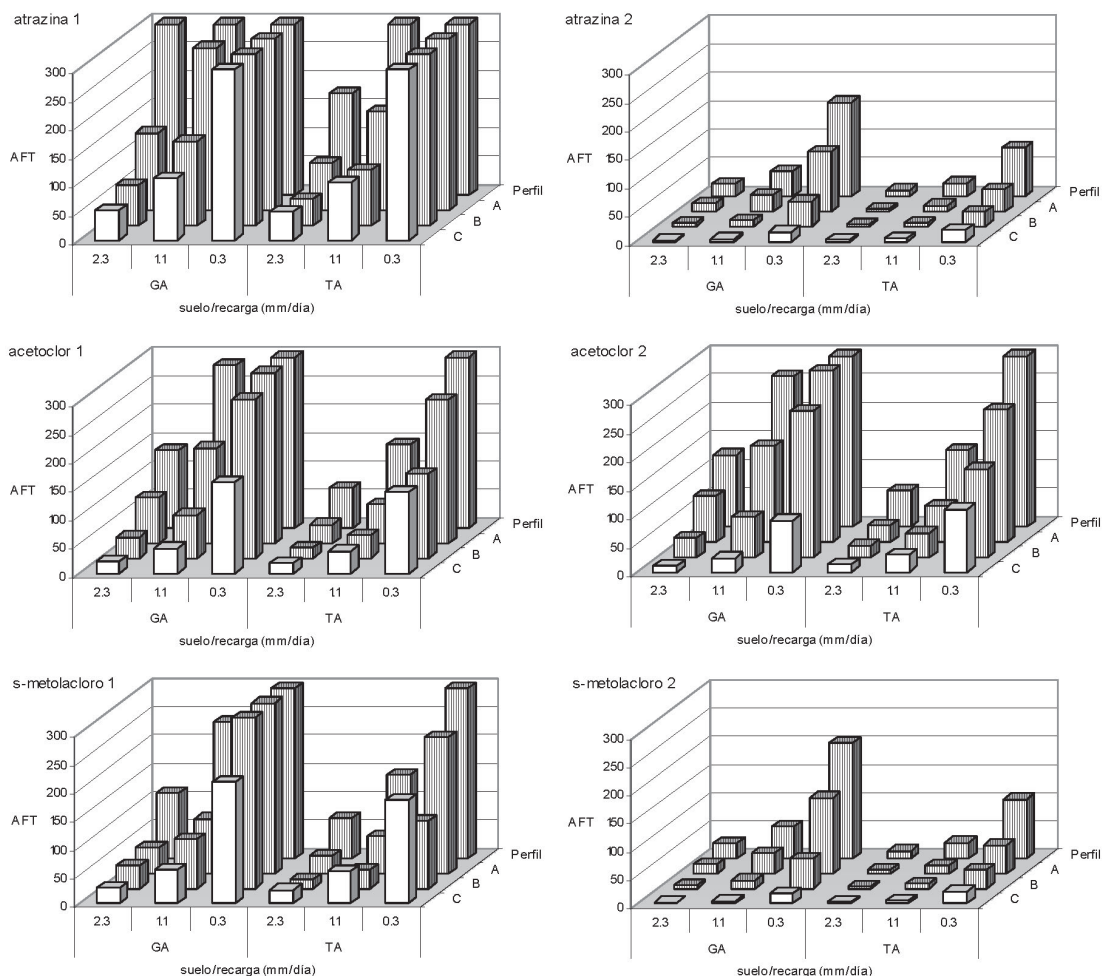 atrazina 1
300
250
200
150
100
50
0
AFT
Perfil
A
B
C
2.3 1.1 0.3 2.3 1.1 0.3
GA TA
suelo/recarga (mm/día)
atrazina 2
300
250
200
150
100
50
0
AFT
Perfil
A
B
C
2.3 1.1 0.3 2.3 1.1 0.3
GA TA
suelo/recarga (mm/día)
acetoclor 1
300
250
200
150
100
50
0
AFT
Perfil
A
B
C
2.3 1.1 0.3 2.3 1.1 0.3
GA TA
suelo/recarga (mm/día)
acetoclor 2
300
250
200
150
100
50
0
AFT
Perfil
A
B
C
2.3 1.1 0.3 2.3 1.1 0.3
GA TA
suelo/recarga (mm/día)
s-metolacloro 1
300
250
200
150
100
50
0
AFT
Perfil
A
B
C
2.3 1.1 0.3 2.3 1.1 0.3
GA TA
suelo/recarga (mm/día)
s-metolacloro 2
300
250
200
150
100
50
0
AFT
Perfil
A
B
C
2.3 1.1 0.3 2.3 1.1 0.3
GA TA
suelo/recarga (mm/día)